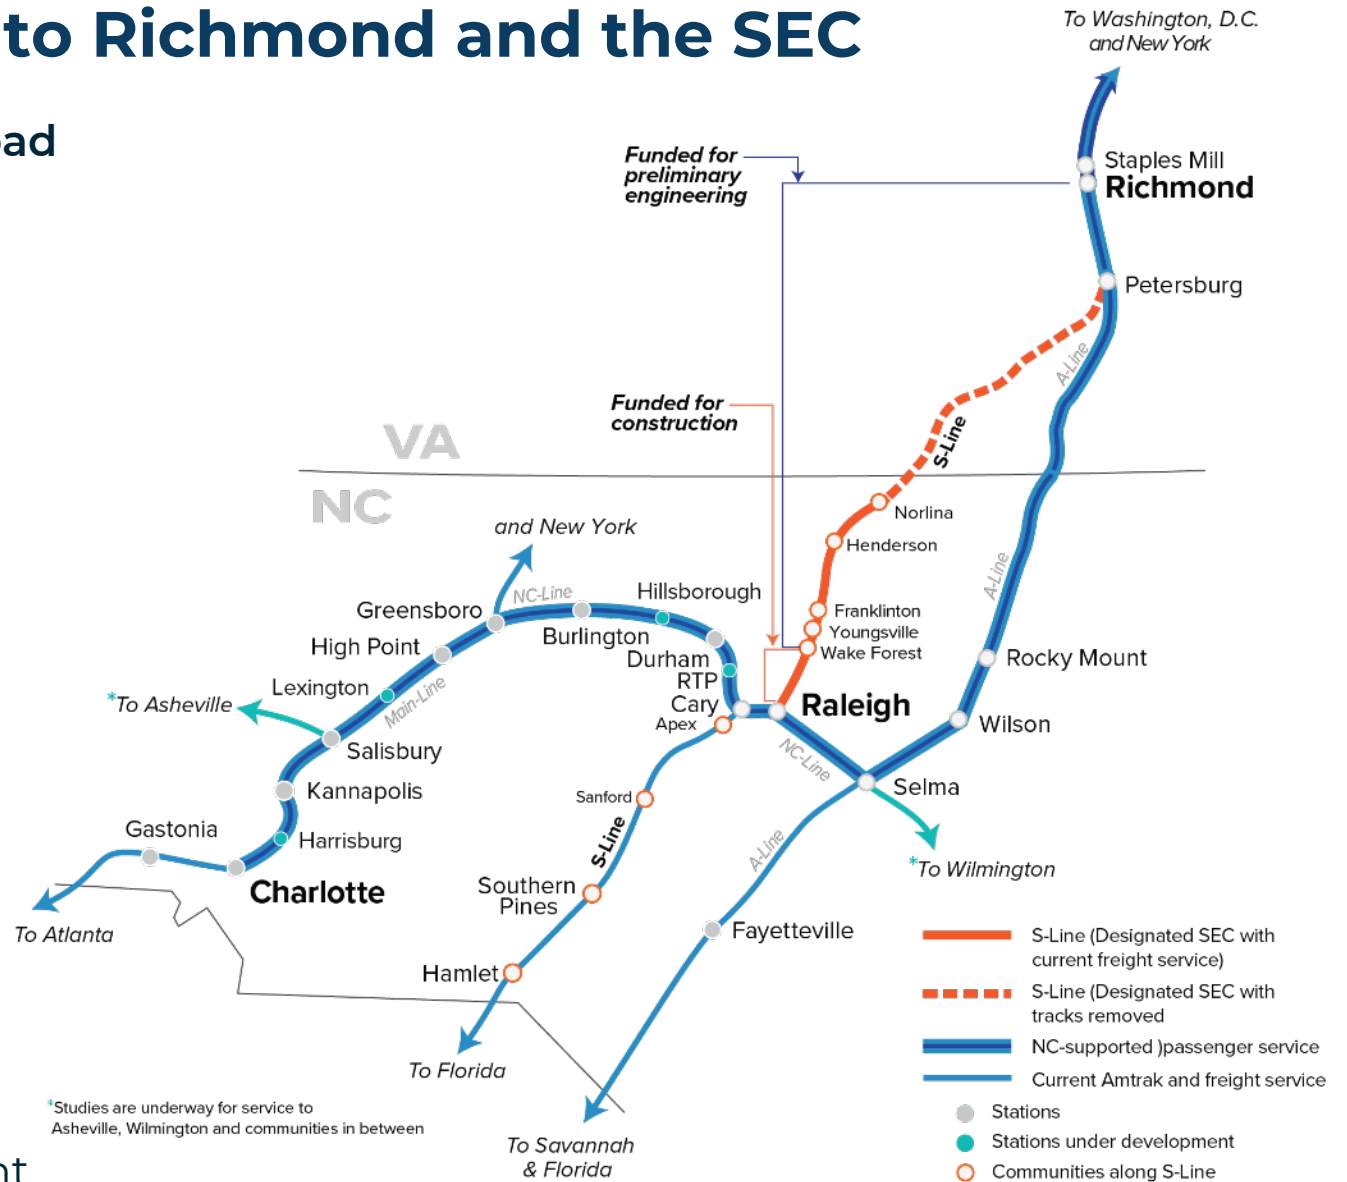 to Richmond and the SEC
oad
To Washington, D.C.
and New York
Funded for
preliminary
engineering
Staples Mill
Richmond
Petersburg
A-Line
Funded for
construction
S-Line
VA
NC
Norlina
Henderson
A-Line
and New York
NC-Line
Hillsborough
Greensboro
Burlington
Franklinton
Youngsville
Wake Forest
High Point
Durham
RTP
Rocky Mount
Lexington
Main-Line
*To Asheville
Cary
Apex
Raleigh
Wilson
Salisbury
NC-Line
Kannapolis
Selma
Sanford
Gastonia
Harrisburg
S-Line
A-Line
*To Wilmington
Charlotte
Southern
Pines
To Atlanta
Fayetteville
Hamlet
To Florida
To Savannah
& Florida
S-Line (Designated SEC with
current freight service)
S-Line (Designated SEC with
tracks removed
NC-supported )passenger service
Current Amtrak and freight service
Stations
Stations under development
Communities along S-Line
*Studies are underway for service to
Asheville, Wilmington and communities in between
nt